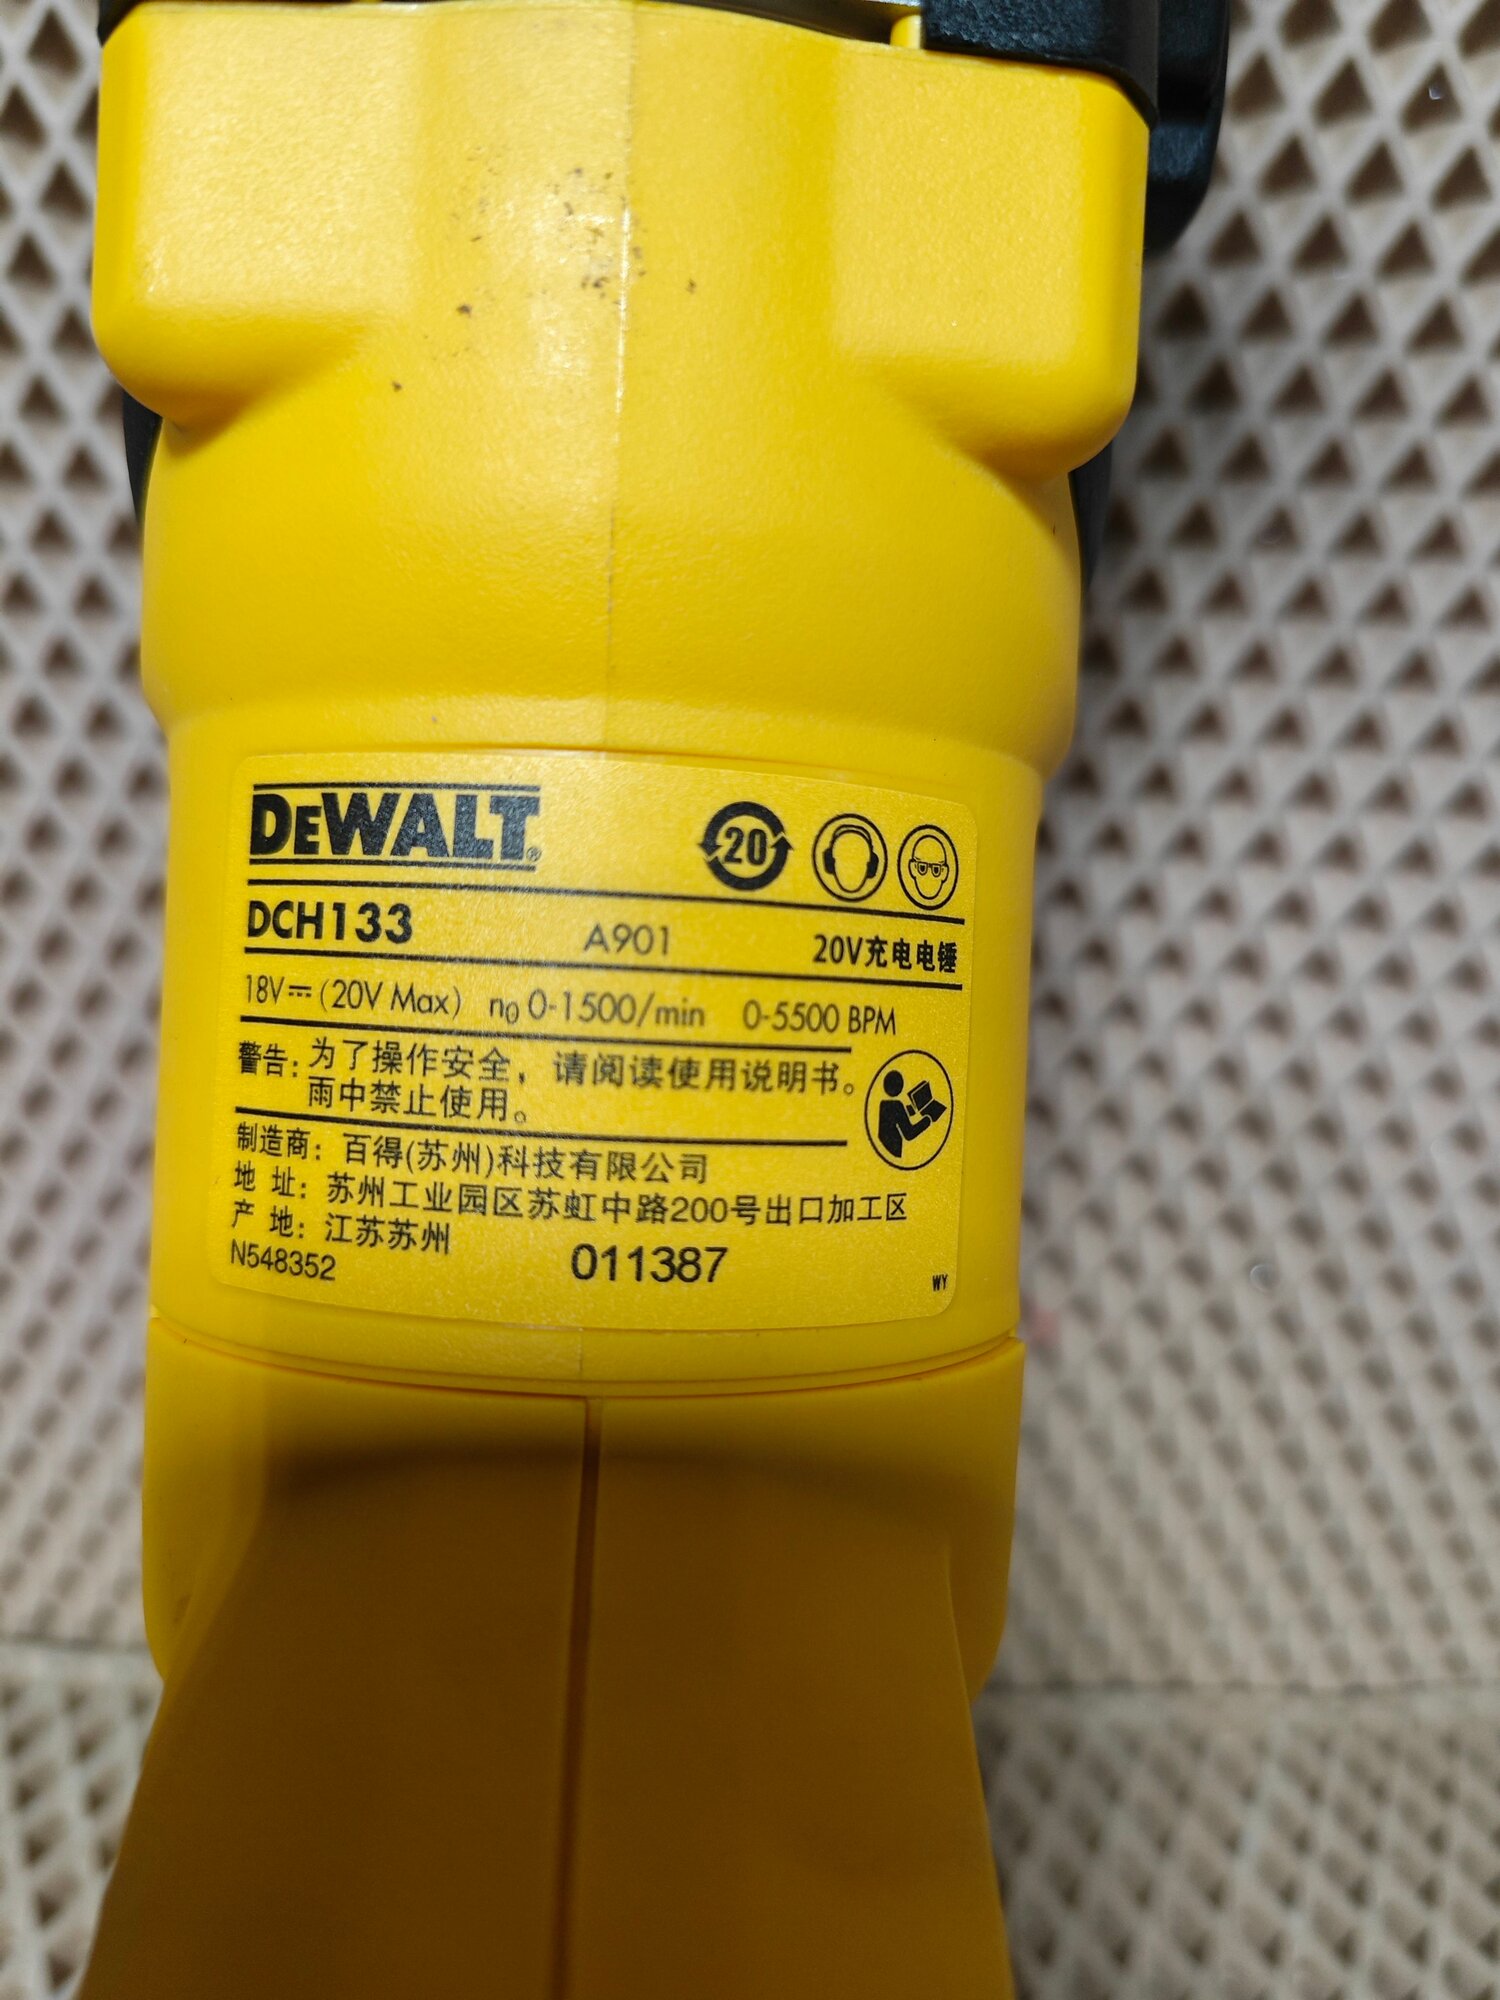 DEWALT®
20
DCH133 A901 20V充电电锤
18V⎓(20V Max) n₀ 0-1500/min 0-5500 BPM
警告: 为了操作安全，请阅读使用说明书。
雨中禁止使用。
制造商: 百得(苏州)科技有限公司
地 址: 苏州工业园区苏虹中路200号出口加工区
产 地: 江苏苏州
N548352 011387 WY